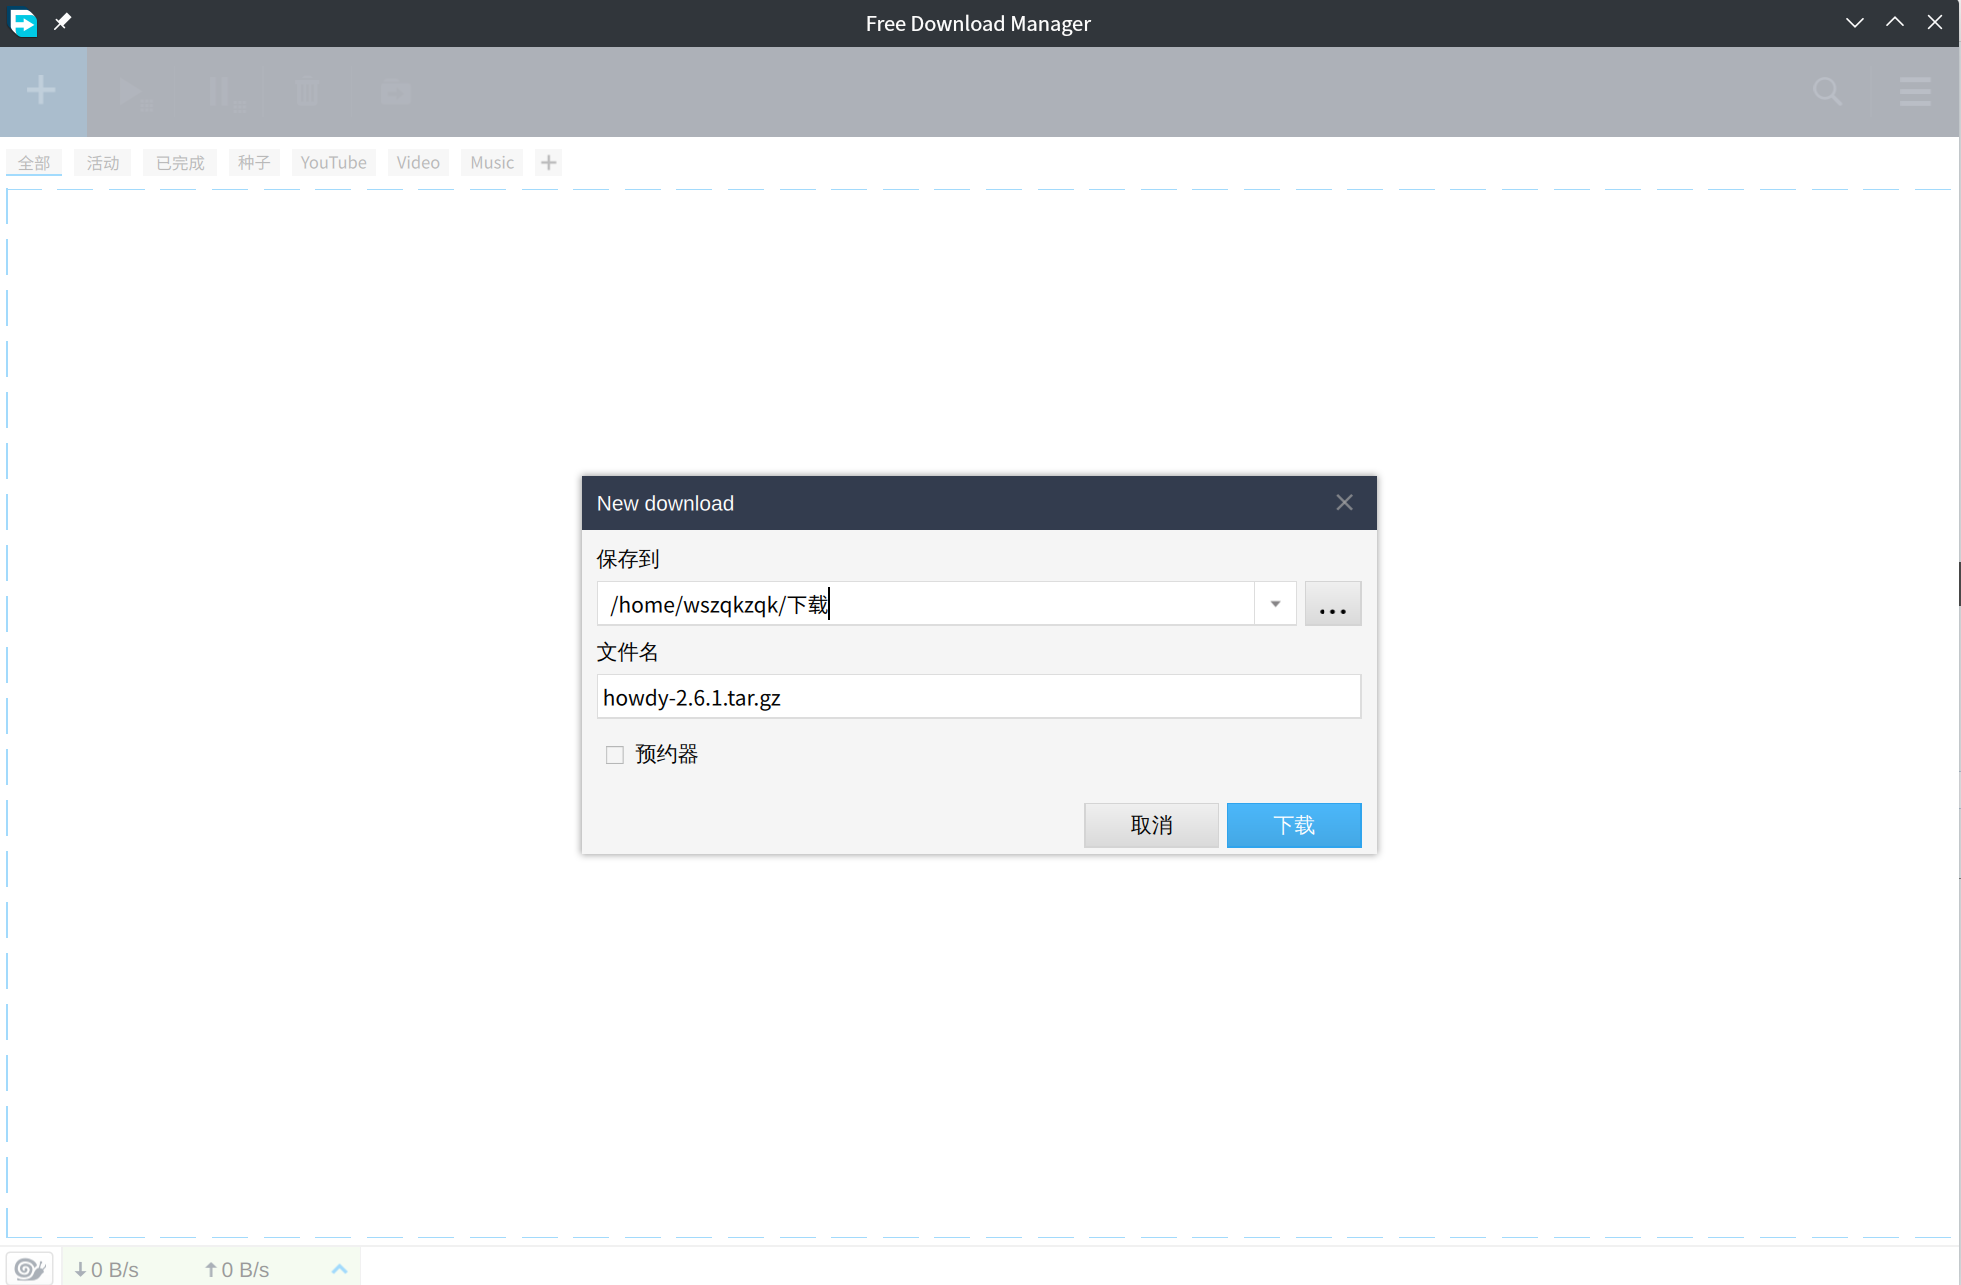 Free Download Manager
全部 活动 已完成 种子 YouTube Video Music
New download
保存到
/home/wszqkzqk/下载
...
文件名
howdy-2.6.1.tar.gz
预约器
取消 下载
0 B/s 0 B/s